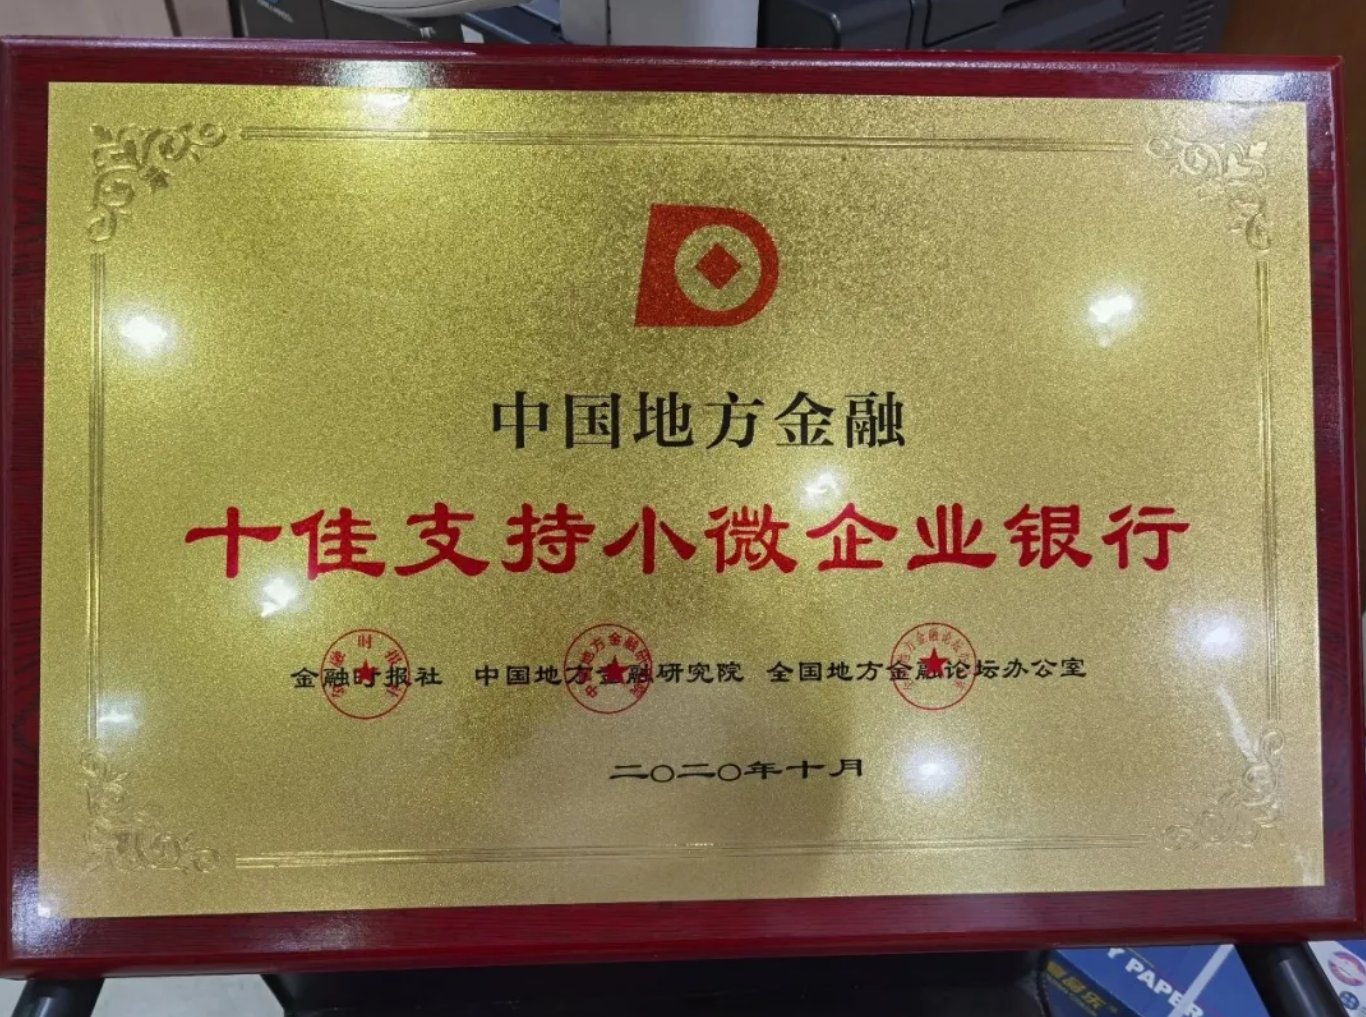 中国地方金融
十佳支持小微企业银行
金融时报社 中国地方金融研究院 全国地方金融论坛办公室
二〇二〇年十月
Y PAPER